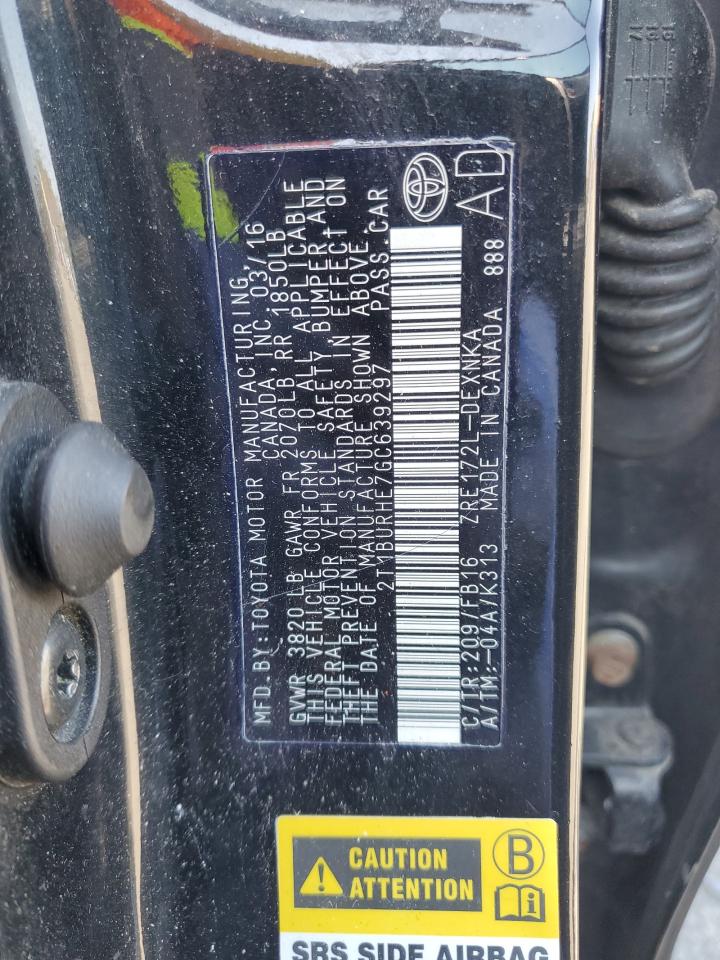 MFD.BY:TOYOTA MOTOR MANUFACTURING,
CANADA,INC 03/16
GVWR 3820 LB GAWR FR 2070LB,RR 1850LB
THIS VEHICLE CONFORMS TO ALL APPLICABLE
FEDERAL MOTOR VEHICLE SAFETY, BUMPER AND
THEFT PREVENTION STANDARDS IN EFFECT ON
THE DATE OF MANUFACTURE SHOWN ABOVE.
2T1BURHE7GC639297 PASS.CAR
C/TR:209/FB16 ZRE172L-DEXNKA
A/TM:-04A/K313 MADE IN CANADA 888
AD
CAUTION
ATTENTION
B
SRS SIDE AIRBAG